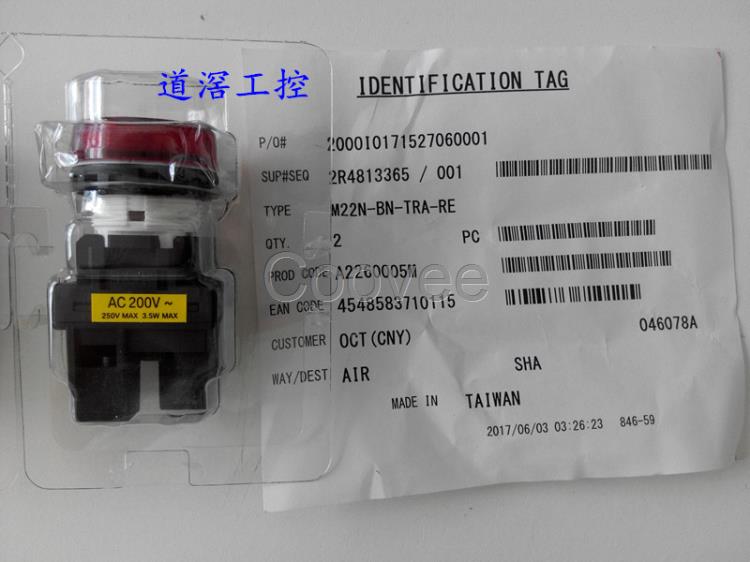 道滘工控
IDENTIFICATION TAG
P/O# 2000I0171527060001
SUP#SEQ 2R4813365 / 001
TYPE M22N-BN-TRA-RE
QTY. 2 PC
PROD CODE A2260005M
EAN CODE 4548583710115
046078A
CUSTOMER OCT(CNY)
WAY/DEST AIR SHA
MADE IN TAIWAN
2017/06/03 03:26:23 846-59
AC 200V ~
250V MAX 3.5W MAX
Coovee